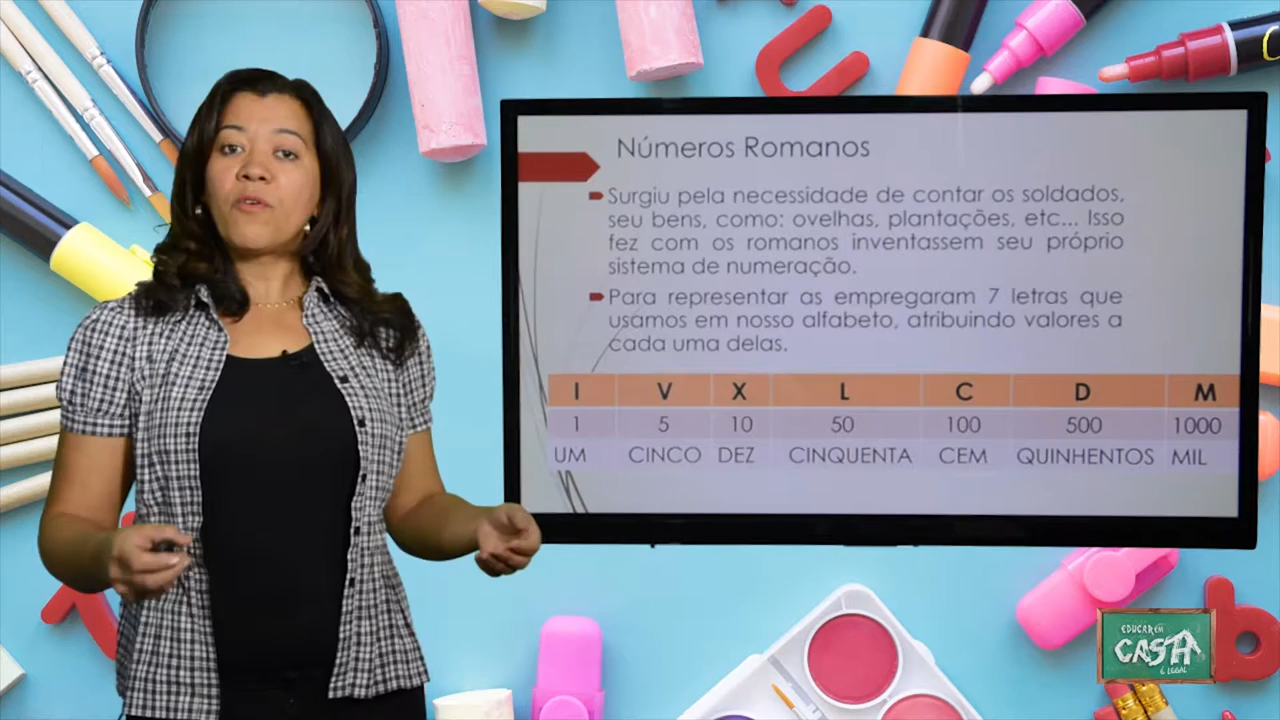 Números Romanos
Surgiu pela necessidade de contar os soldados,
seu bens, como: ovelhas, plantações, etc... Isso
fez com os romanos inventassem seu próprio
sistema de numeração.
Para representar as empregaram 7 letras que
usamos em nosso alfabeto, atribuindo valores a
cada uma delas.
I V X L C D M
1 5 10 50 100 500 1000
UM CINCO DEZ CINQUENTA CEM QUINHENTOS MIL
EDUCAR EM
CASA
É LEGAL
b